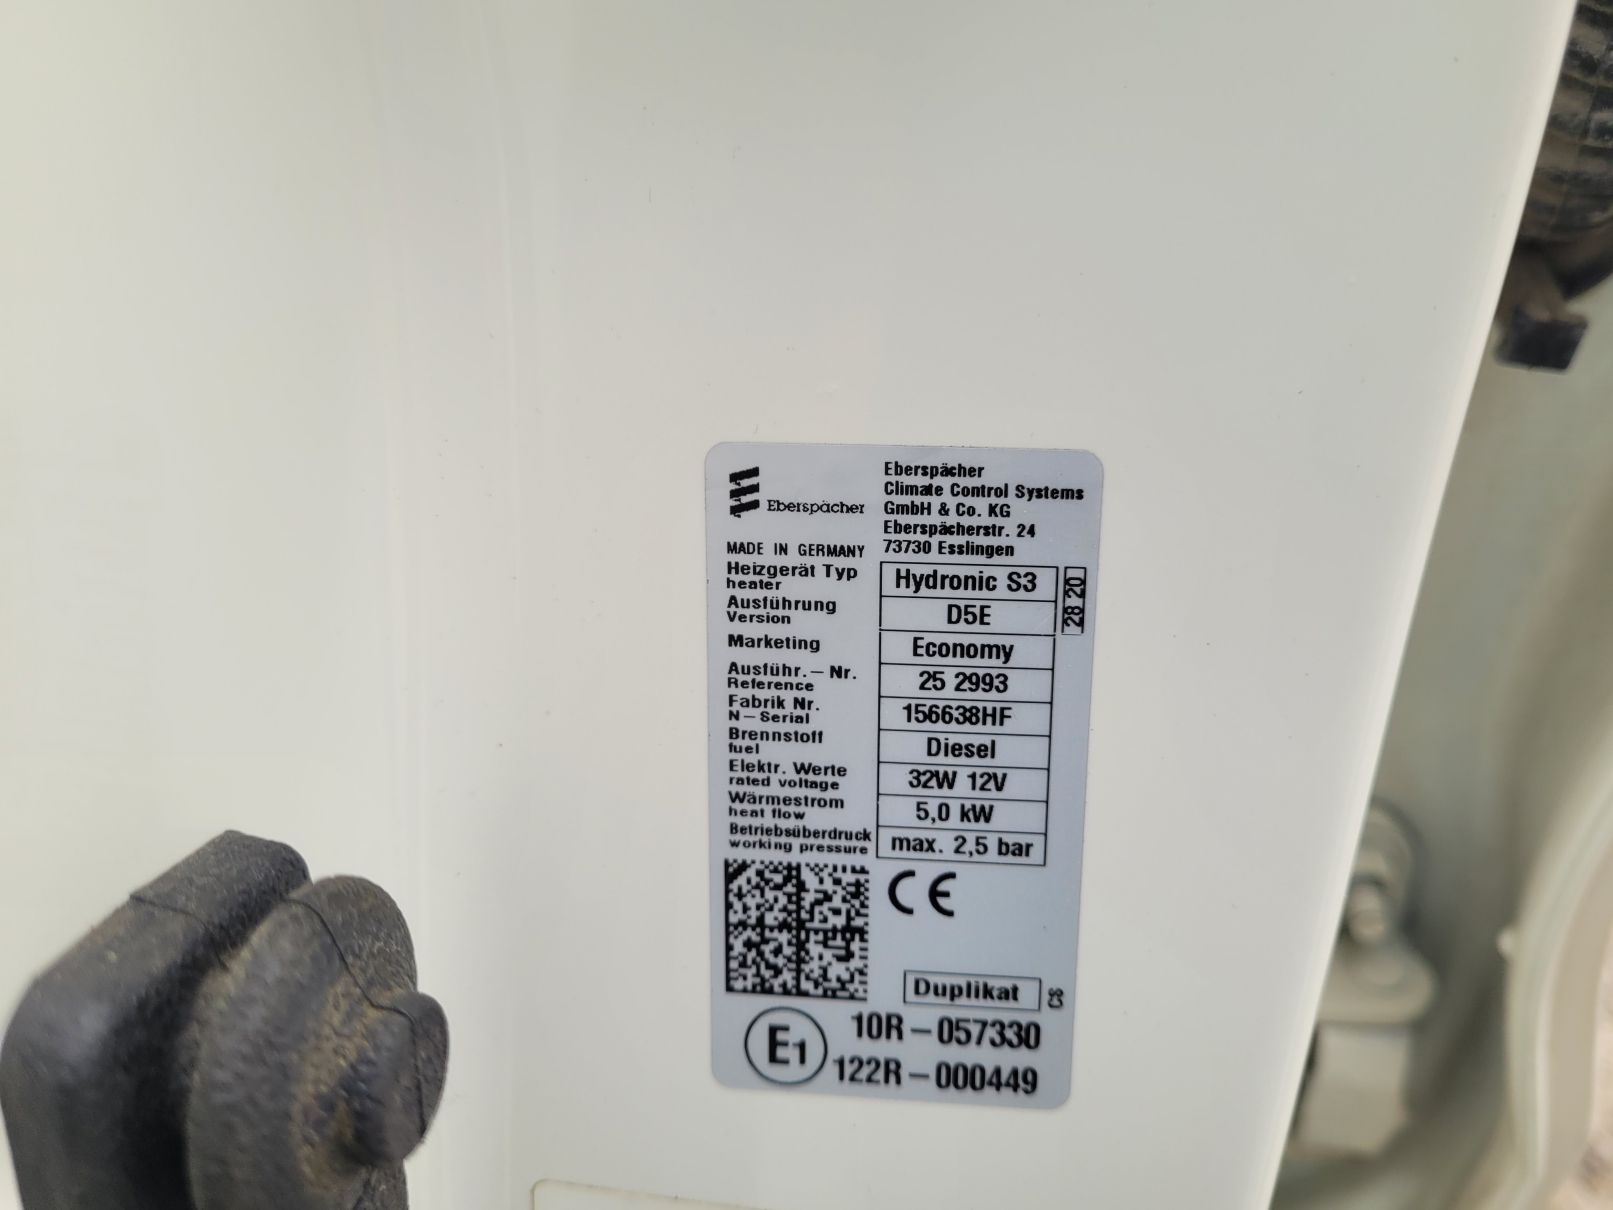 Eberspächer
Eberspächer
Climate Control Systems
GmbH & Co. KG
Eberspächerstr. 24
73730 Esslingen
MADE IN GERMANY
Heizgerät Typ
heater
Hydronic S3
28 20
Ausführung
Version
D5E
Marketing
Economy
Ausführ.– Nr.
Reference
25 2993
Fabrik Nr.
N–Serial
156638HF
Brennstoff
fuel
Diesel
Elektr. Werte
rated voltage
32W 12V
Wärmestrom
heat flow
5,0 kW
Betriebsüberdruck
working pressure
max. 2,5 bar
CE
Duplikat
E1
10R–057330
122R–000449